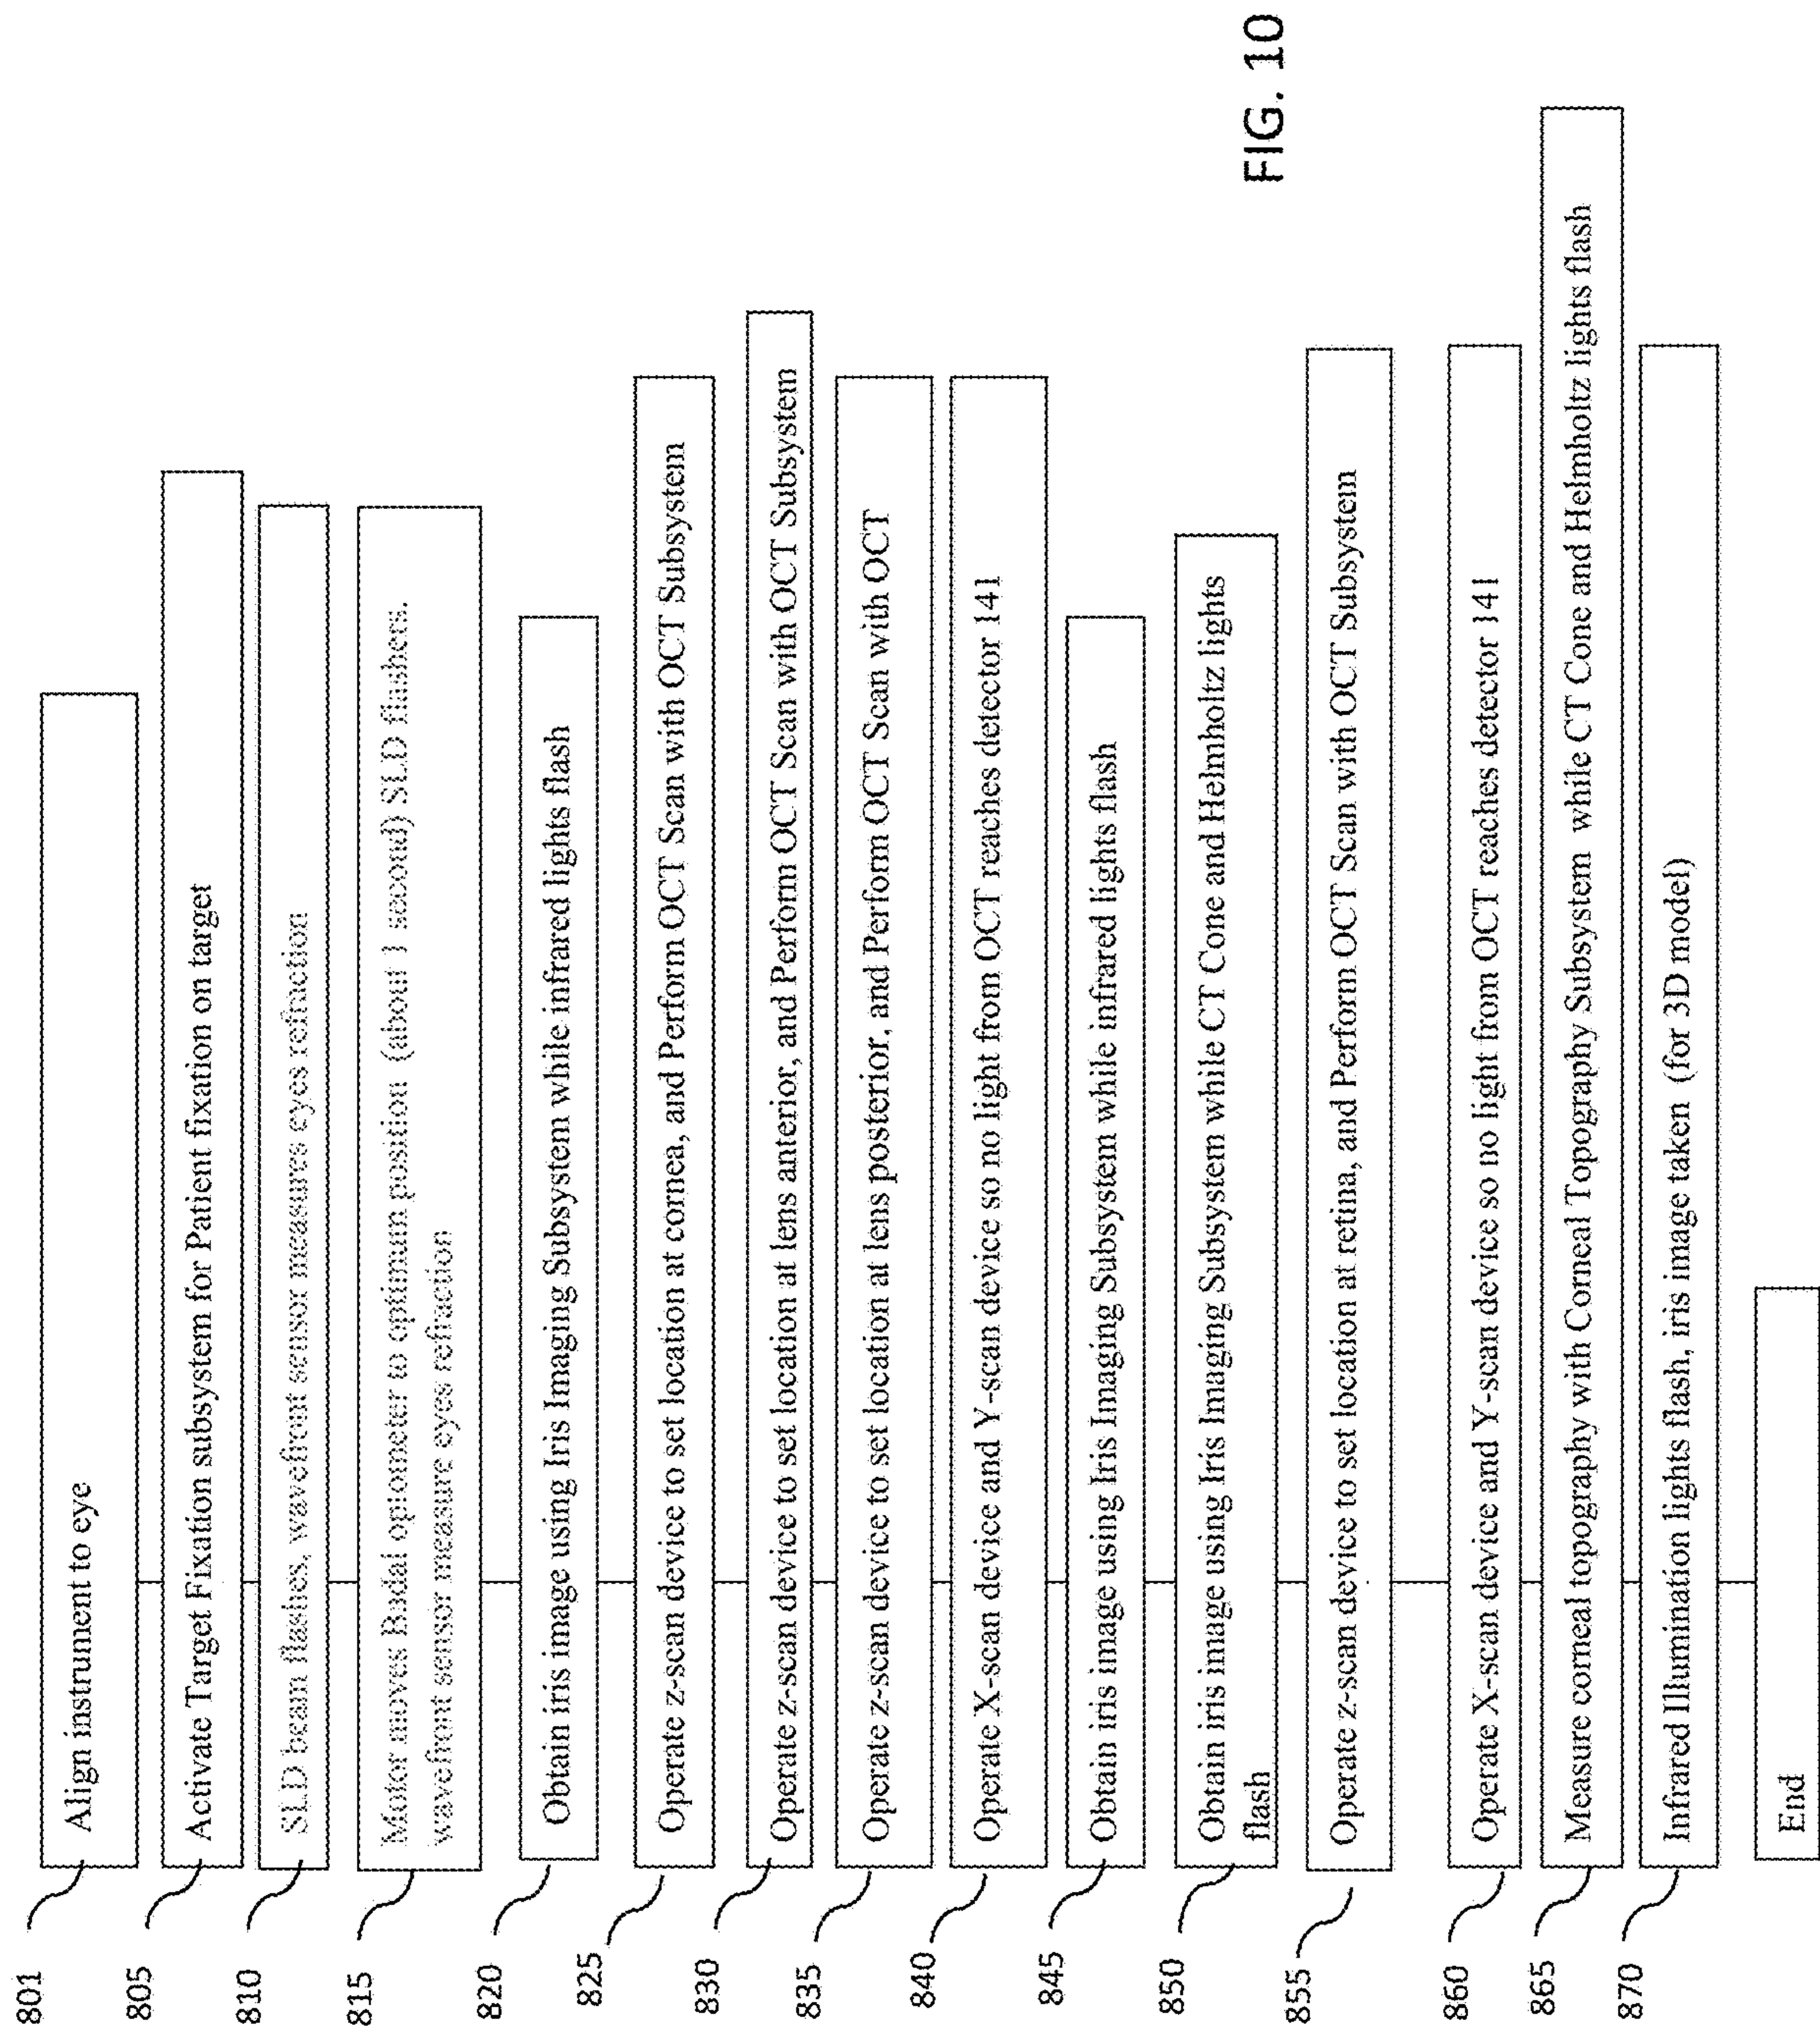 801
Align instrument to eye
805
Activate Target Fixation subsystem for Patient fixation on target
810
SLD beam flashes, wavefront sensor measures eyes refraction
815
Motor moves Badal optometer to optimum position (about 1 second) SLD flashers.
wavefront sensor measure eyes refraction
820
Obtain iris image using Iris Imaging Subsystem while infrared lights flash
825
Operate z-scan device to set location at cornea, and Perform OCT Scan with OCT Subsystem
830
Operate z-scan device to set location at lens anterior, and Perform OCT Scan with OCT Subsystem
835
Operate z-scan device to set location at lens posterior, and Perform OCT Scan with OCT
840
Operate X-scan device and Y-scan device so no light from OCT reaches detector 141
845
Obtain iris image using Iris Imaging Subsystem while infrared lights flash
850
Obtain iris image using Iris Imaging Subsystem while CT Cone and Helmholtz lights
flash
855
Operate z-scan device to set location at retina, and Perform OCT Scan with OCT Subsystem
860
Operate X-scan device and Y-scan device so no light from OCT reaches detector 141
865
Measure corneal topography with Corneal Topography Subsystem while CT Cone and Helmholtz lights flash
870
Infrared Illumination lights flash, iris image taken (for 3D model)
End
FIG. 10